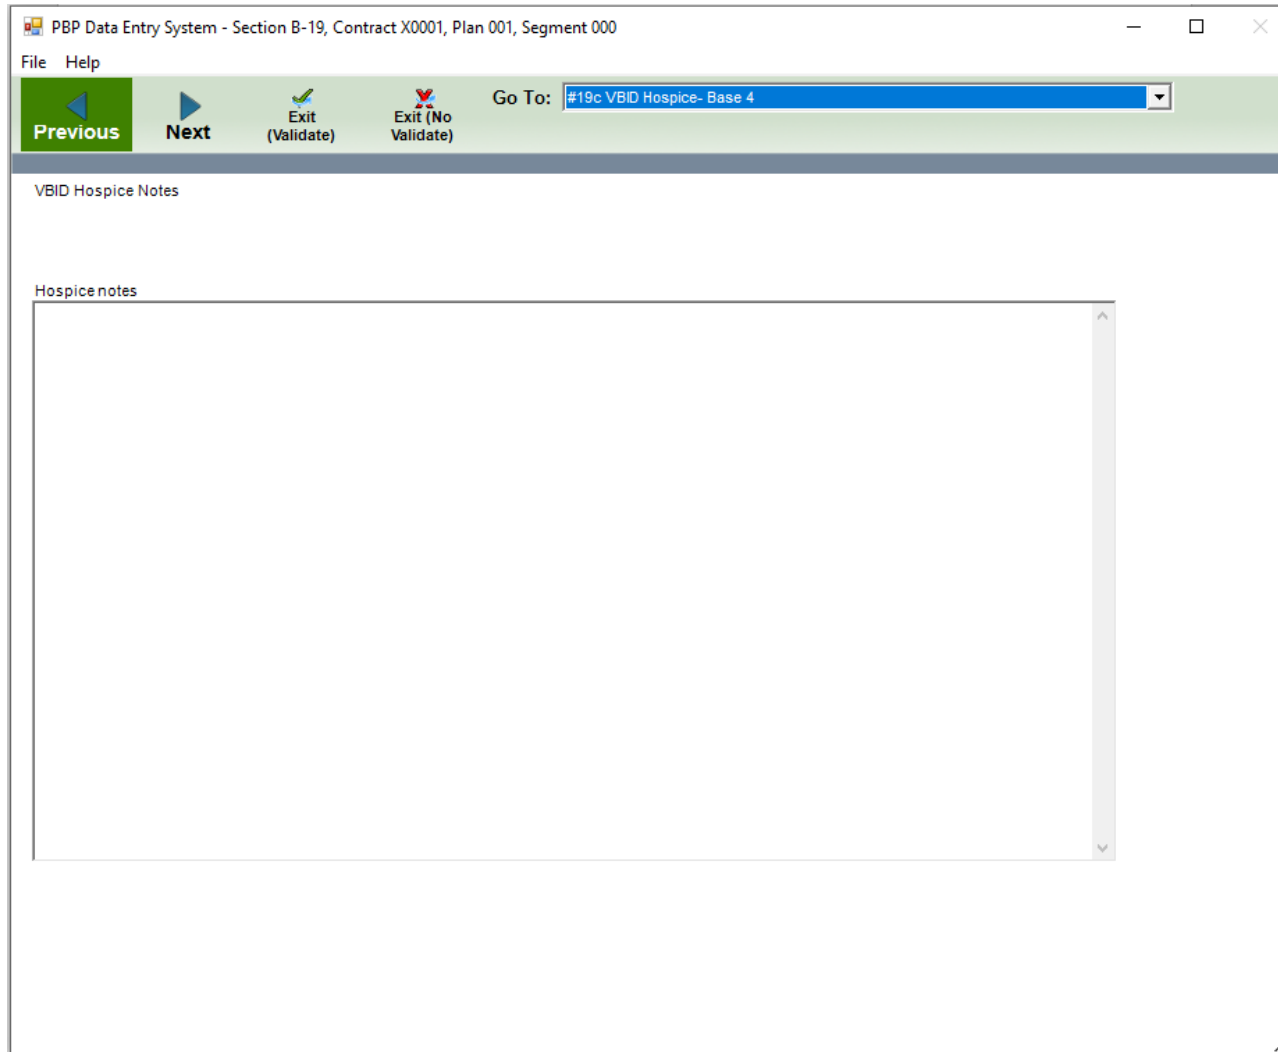 PBP Data Entry System - Section B-19, Contract X0001, Plan 001, Segment 000
File Help
Previous
Next
Exit
(Validate)
Exit (No
Validate)
Go To: #19c VBID Hospice- Base 4
VBID Hospice Notes
Hospice notes